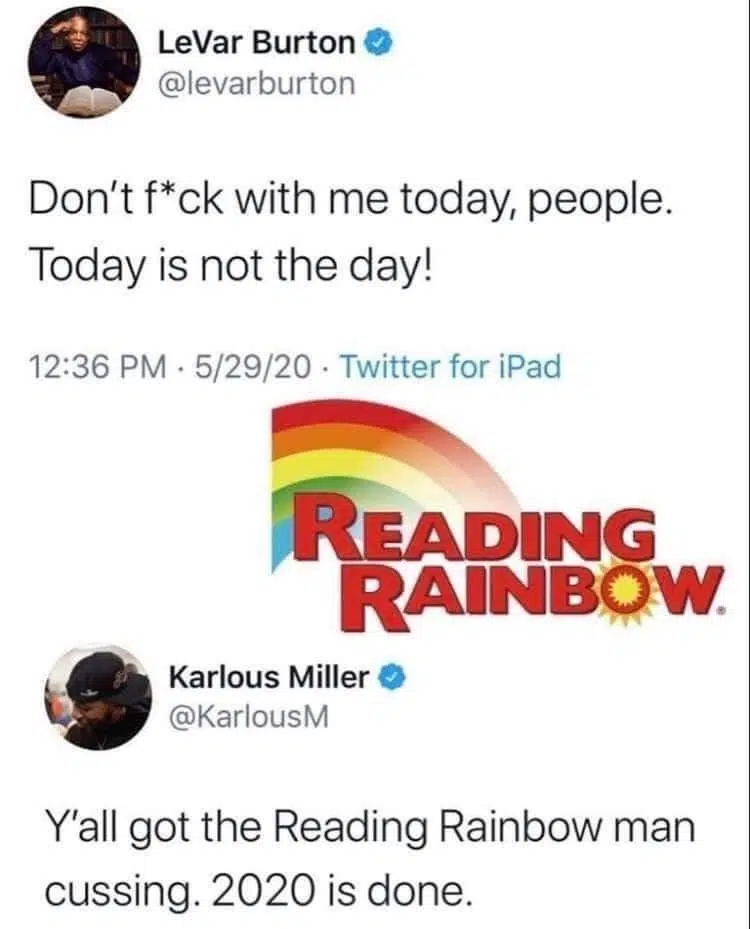 LeVar Burton
@levarburton
Don't f*ck with me today, people.
Today is not the day!
12:36 PM · 5/29/20 · Twitter for iPad
READING
RAINBOW®
Karlous Miller
@KarlousM
Y'all got the Reading Rainbow man
cussing. 2020 is done.